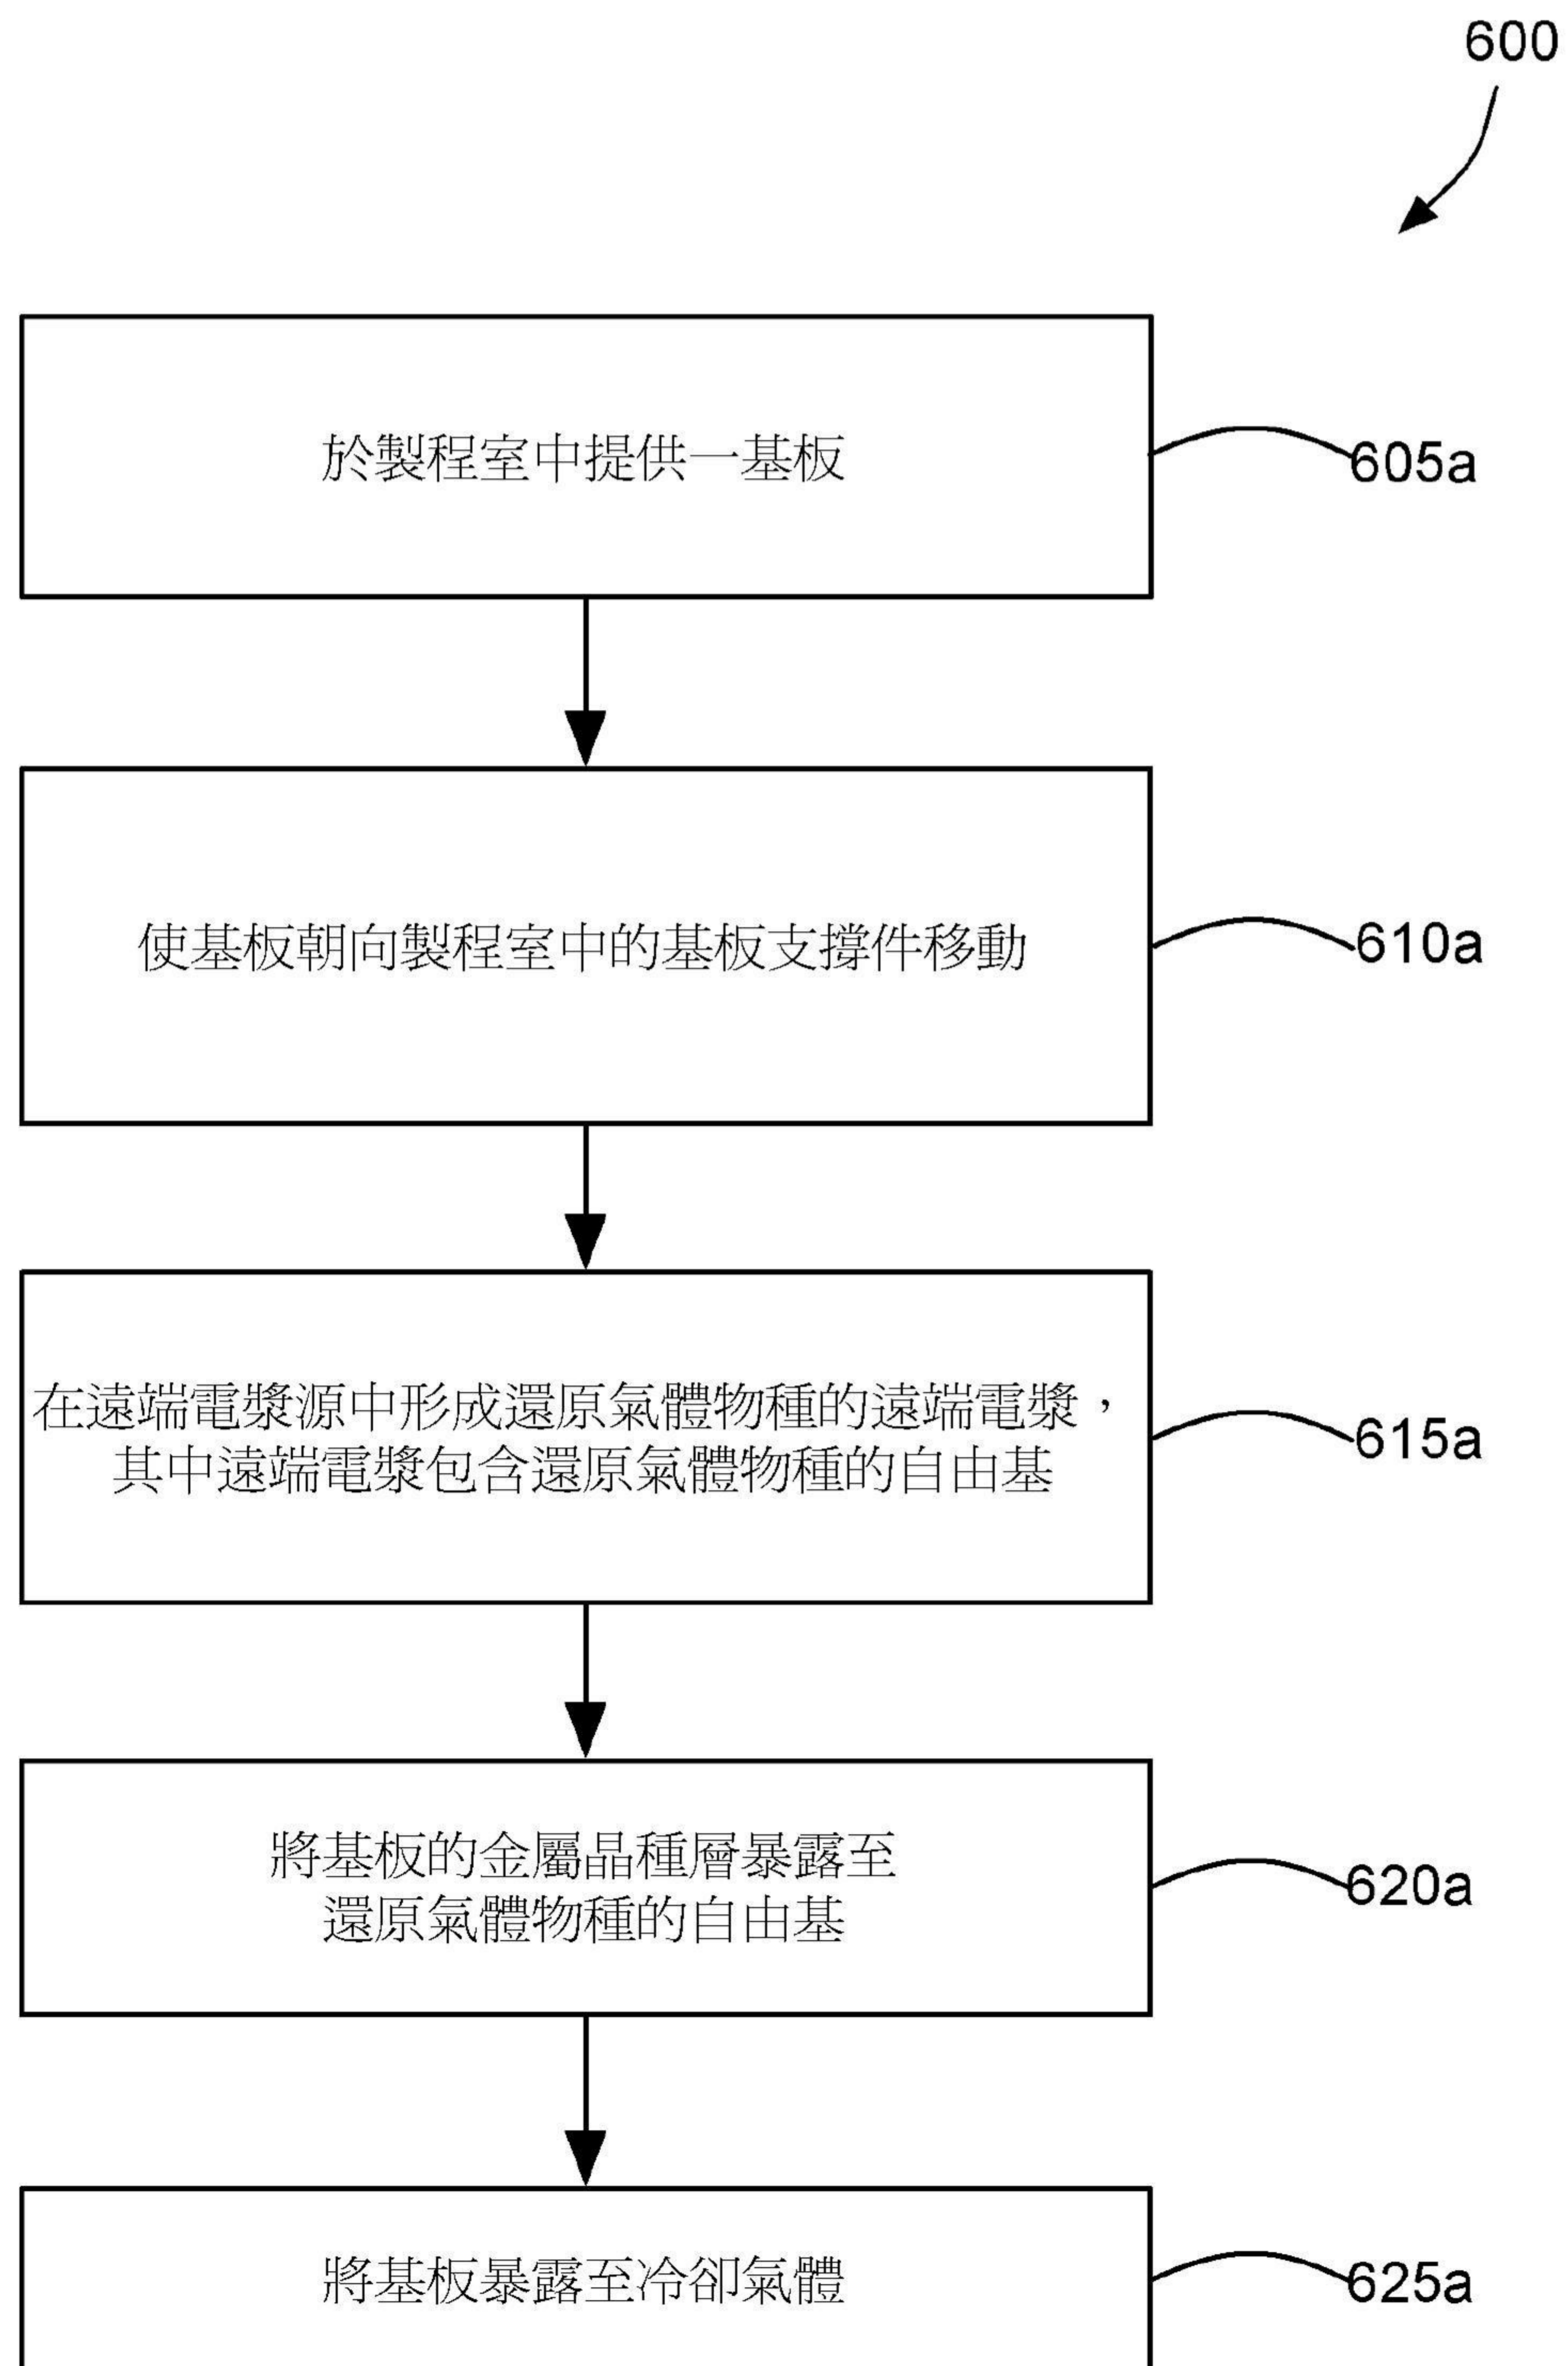 600
於製程室中提供一基板
605a
使基板朝向製程室中的基板支撐件移動
610a
在遠端電漿源中形成還原氣體物種的遠端電漿，
其中遠端電漿包含還原氣體物種的自由基
615a
將基板的金屬晶種層暴露至
還原氣體物種的自由基
620a
將基板暴露至冷卻氣體
625a